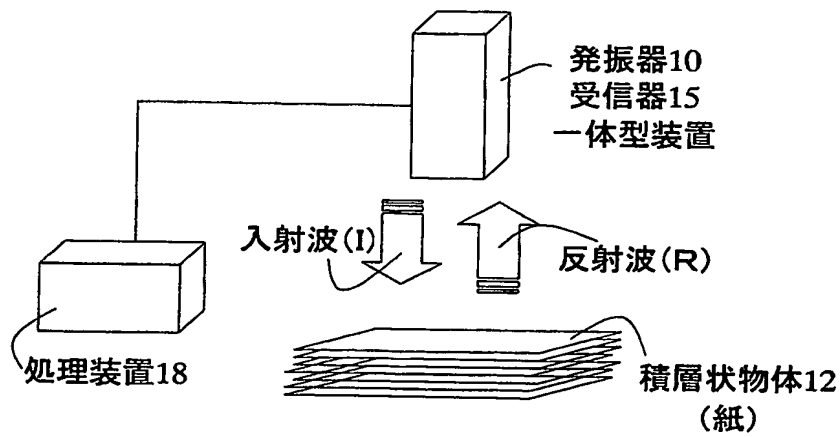 発振器10
受信器15
一体型装置
入射波(I)
反射波(R)
処理装置18
積層状物体12
(紙)